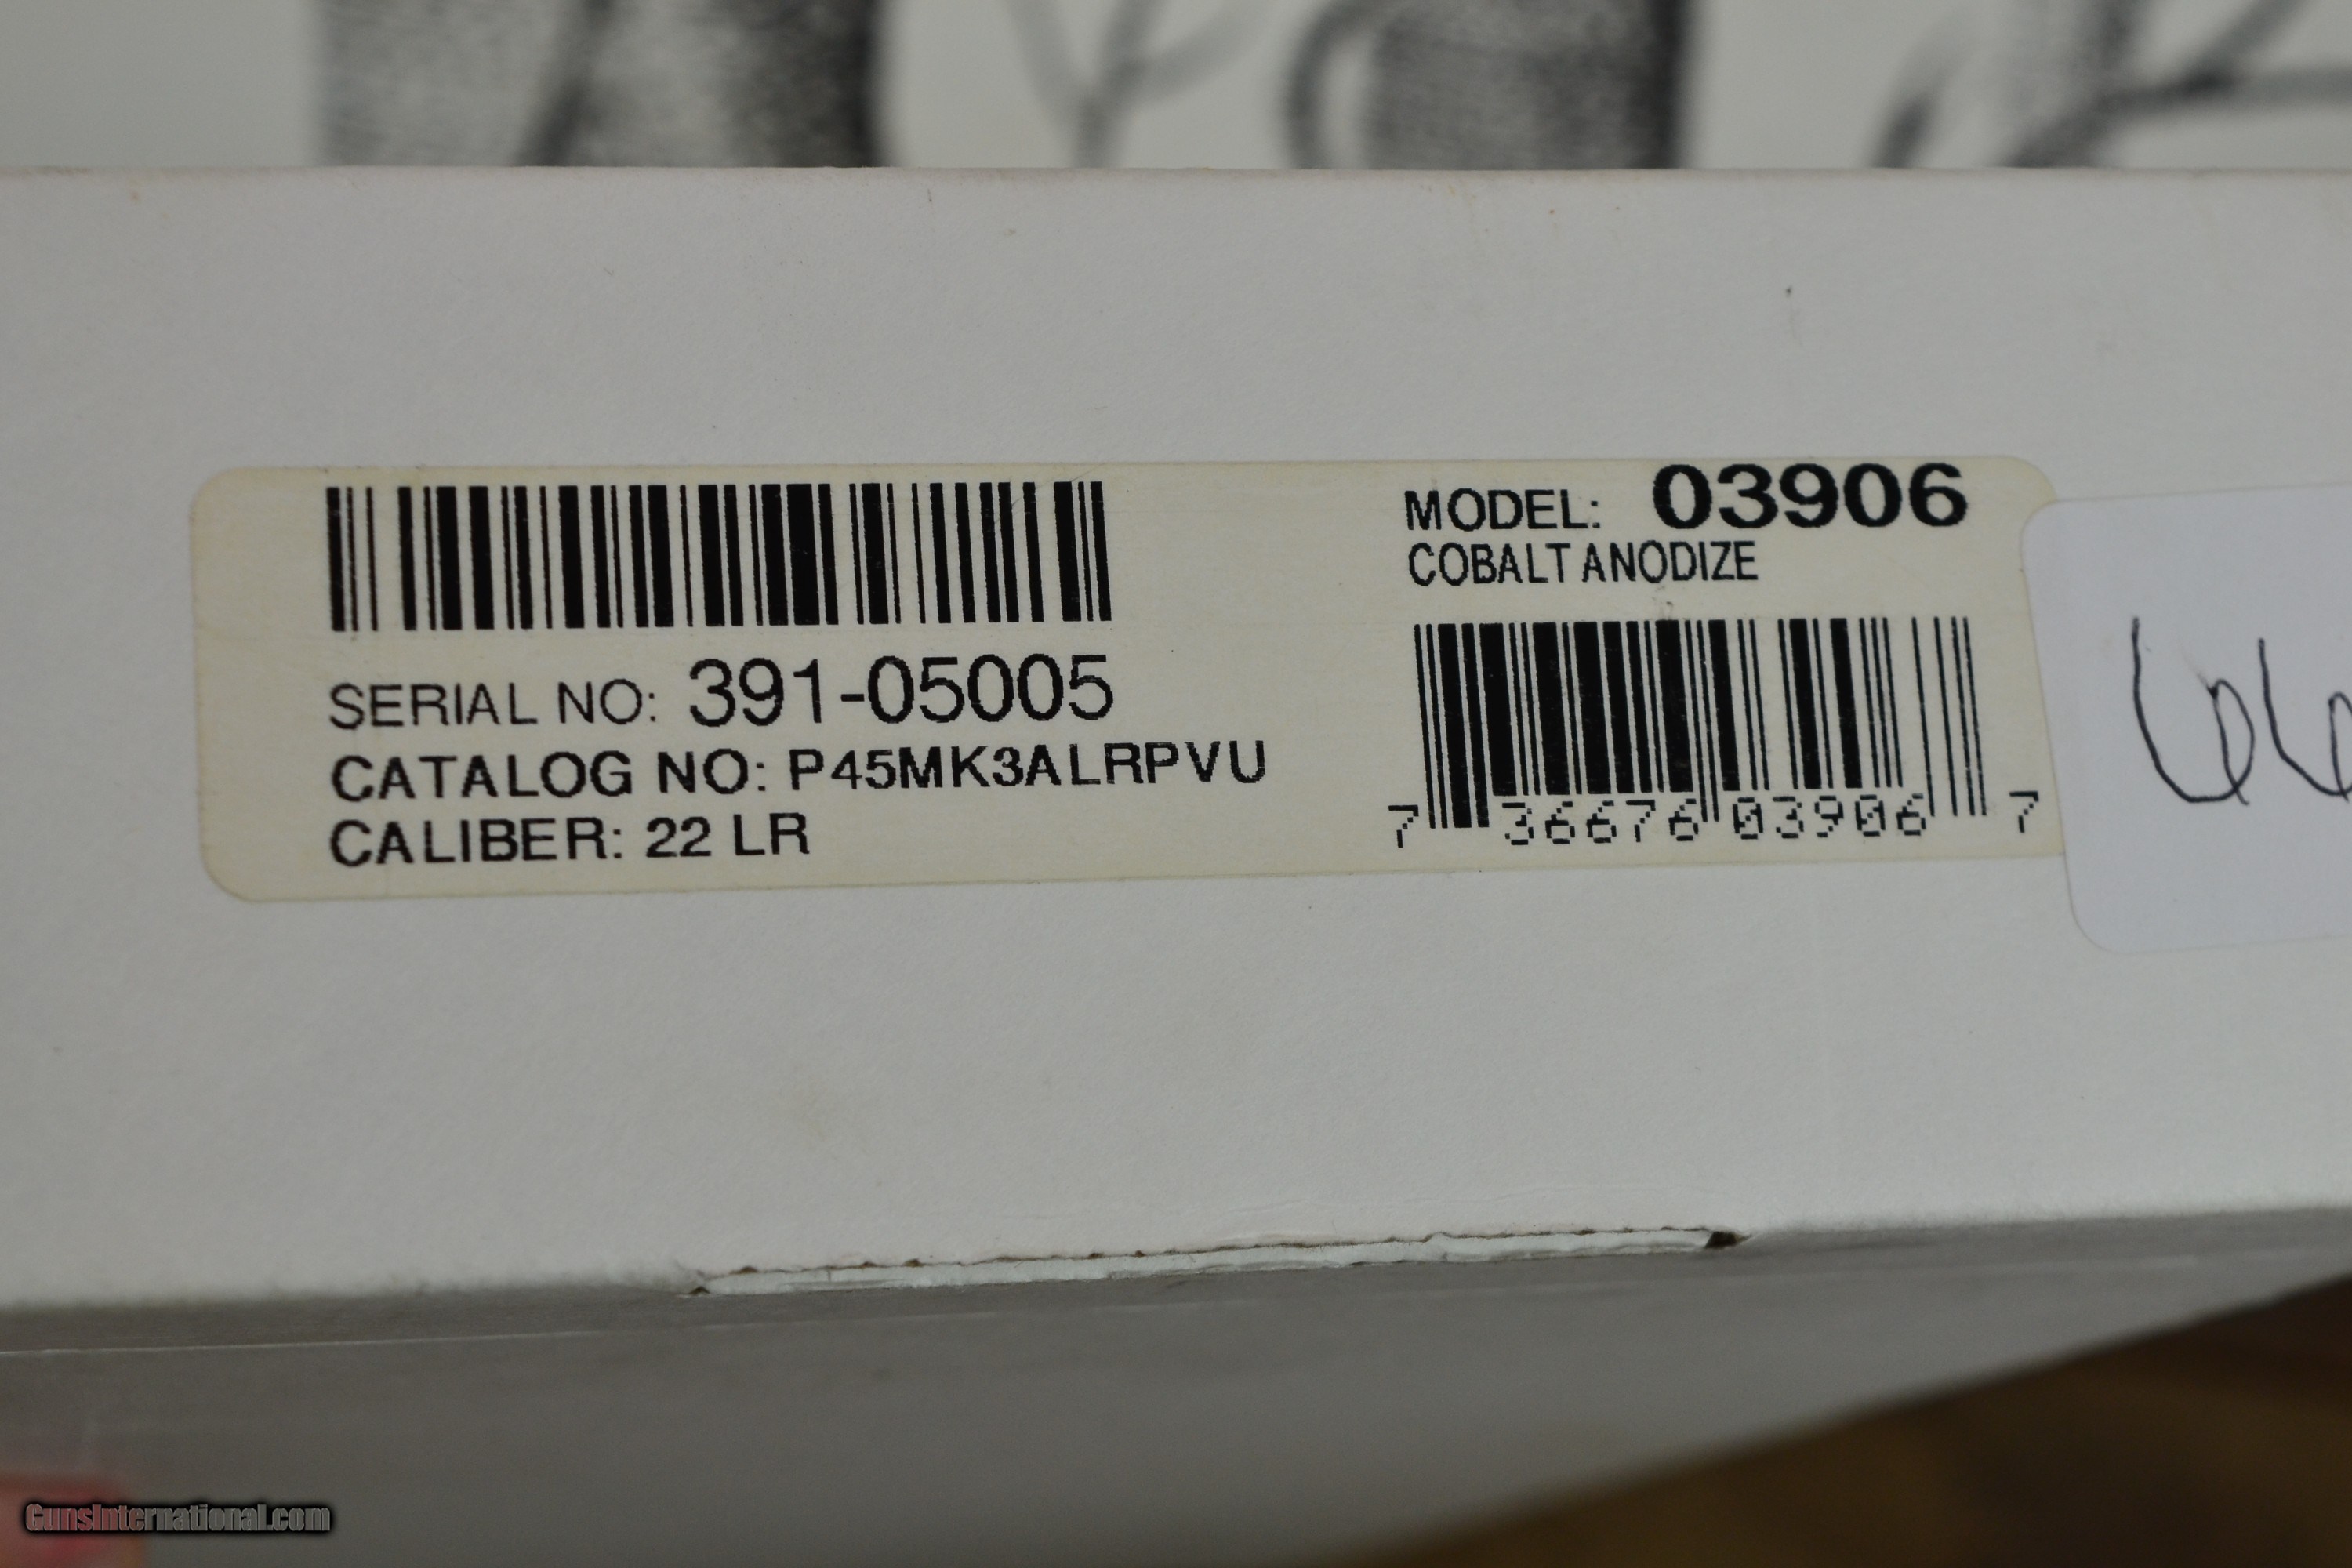 MODEL: 03906
COBALT ANODIZE
SERIAL NO: 391-05005
CATALOG NO: P45MK3ALRPVU
CALIBER: 22 LR
7 36676 03906 7
66
GunsInternational.com